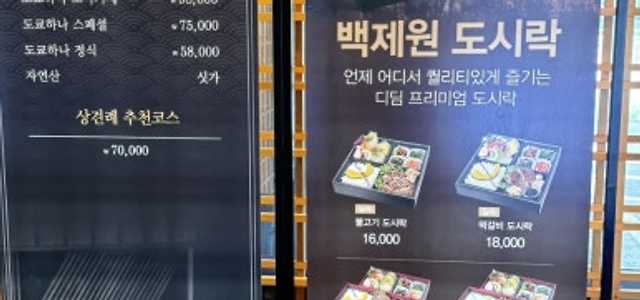 도쿄하나 스페셜 ₩75,000
도쿄하나 정식 ₩58,000
자연산 싯가
상견례 추천코스
₩70,000
백제원 도시락
언제 어디서 퀄리티있게 즐기는
디딤 프리미엄 도시락
불고기 도시락
16,000
떡갈비 도시락
18,000